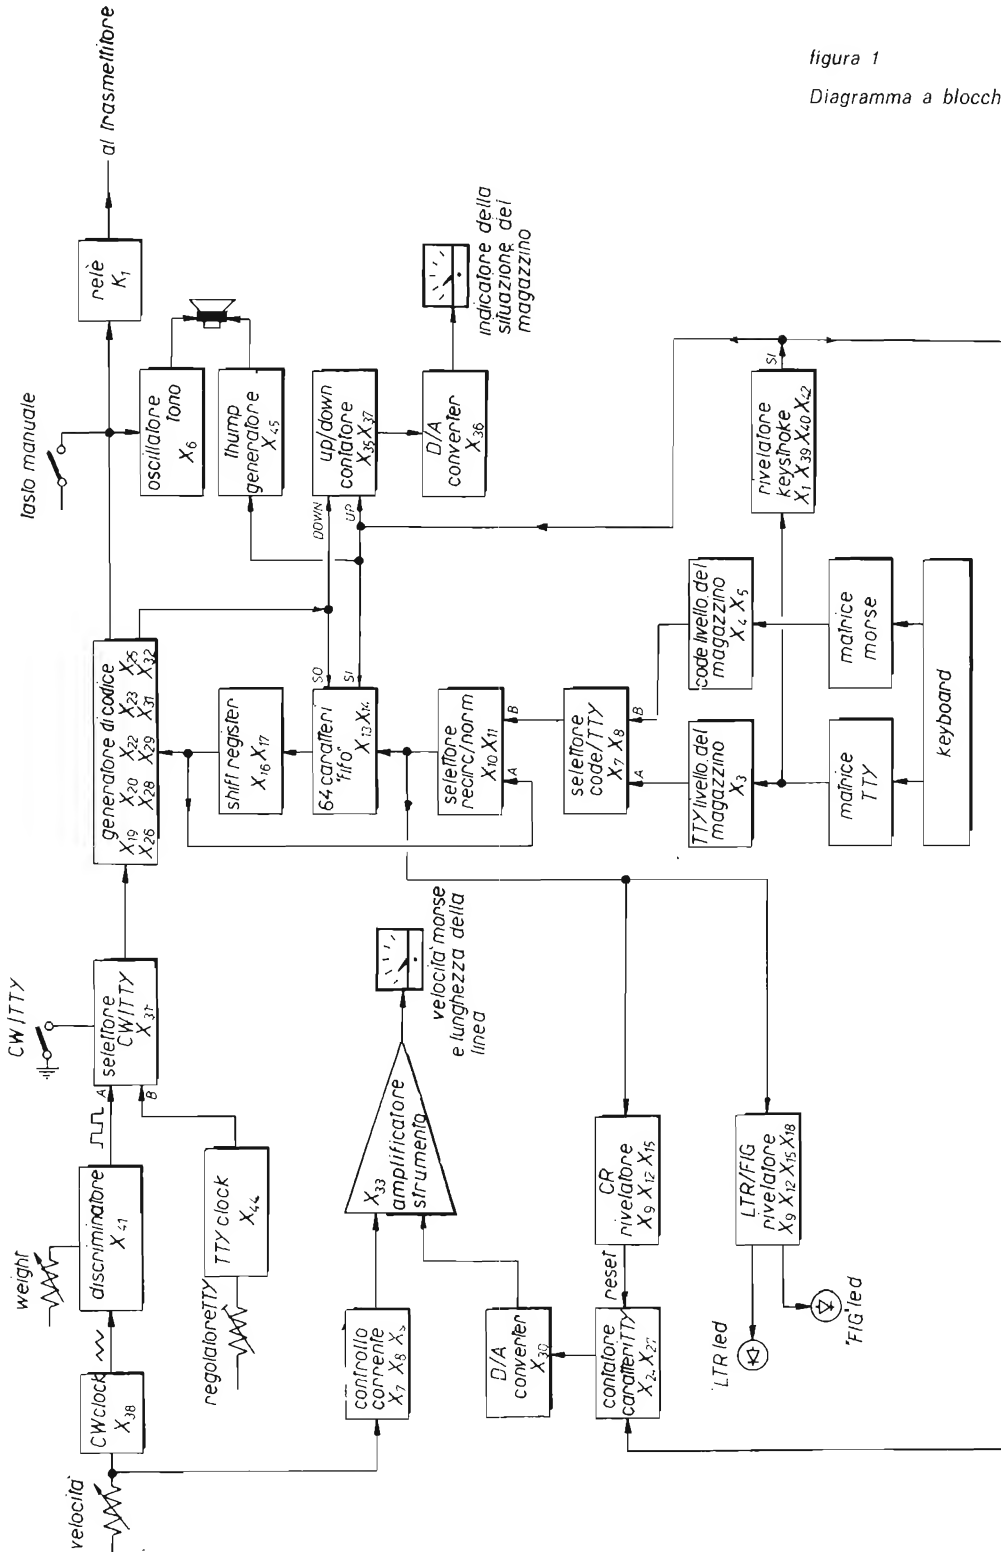 figura 1
Diagramma a blocch
al trasmettitore
relè
K1
tasto manuale
oscillatore
tono
X6
thump
generatore
X45
up/down
contatore
X35 X37
DOWN
UP
D/A
converter
X36
indicatore della
situazione del
magazzino
generatore di codice
X19 X20 X22 X23 X25
X26 X28 X29 X31 X32
shift register
X16 X17
SO
SI
64 caratteri
"fifo"
X13 X14
selettore
recirc/norm
X10 X11
A
B
selettore
code/TTY
X7 X8
A
B
TTY livello del
magazzino
X3
code livello del
magazzino
X4 X5
rivelatore
keystroke
X1 X39 X40 X42
SI
matrice
TTY
matrice
morse
keyboard
CW/TTY
selettore
CW/TTY
X31
A
B
weight
discriminatore
X41
TTY clock
X44
regolatore TTY
CW clock
X38
velocità
velocità morse
e lunghezza della
linea
X33
amplificatore
strumento
controllo
corrente
X7 X8
D/A
converter
X30
contatore
caratteri TTY
reset
CR
rivelatore
X9 X12 X15
LTR/FIG
rivelatore
X9 X12 X15 X18
LTR led
"FIG" led